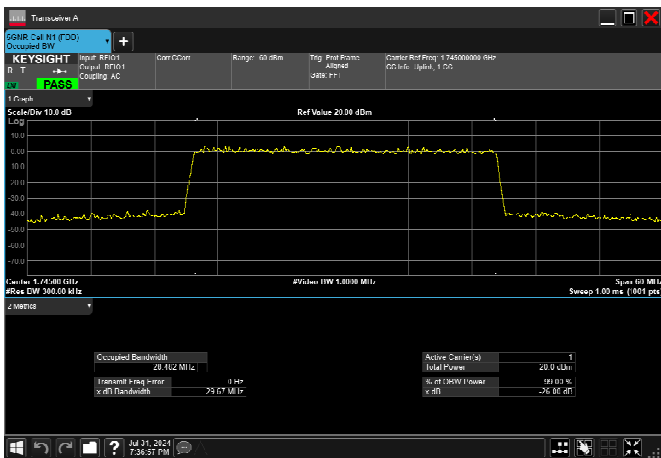 Transceiver A
5GNR Cell N1 (FDD)
Occupied BW
KEYSIGHT
R T
PASS
Input: RFIO1
Output: RFIO1
Coupling: AC
Corr CCorr
Range: 60 dBm
Trig: Pmt Frame
Aligned
Gate: FFT
Carrier Ref Freq: 1.745000000 GHz
CC Info: Uplink, 1 CC
1 Graph
Scale/Div 10.0 dB
Ref Value 20.00 dBm
Log
10.0
0.00
-10.0
-20.0
-30.0
-40.0
-50.0
-60.0
-70.0
Center 1.74500 GHz
#Video BW 1.0000 MHz
Span 60 MHz
#Res BW 300.00 kHz
Sweep 1.00 ms (1001 pts)
2 Metrics
Occupied Bandwidth
28.482 MHz
Transmit Freq Error
0 Hz
x dB Bandwidth
29.67 MHz
Active Carrier(s)
1
Total Power
20.0 dBm
% of OBW Power
99.00 %
x dB
-26.00 dB
Jul 31, 2024
7:36:57 PM